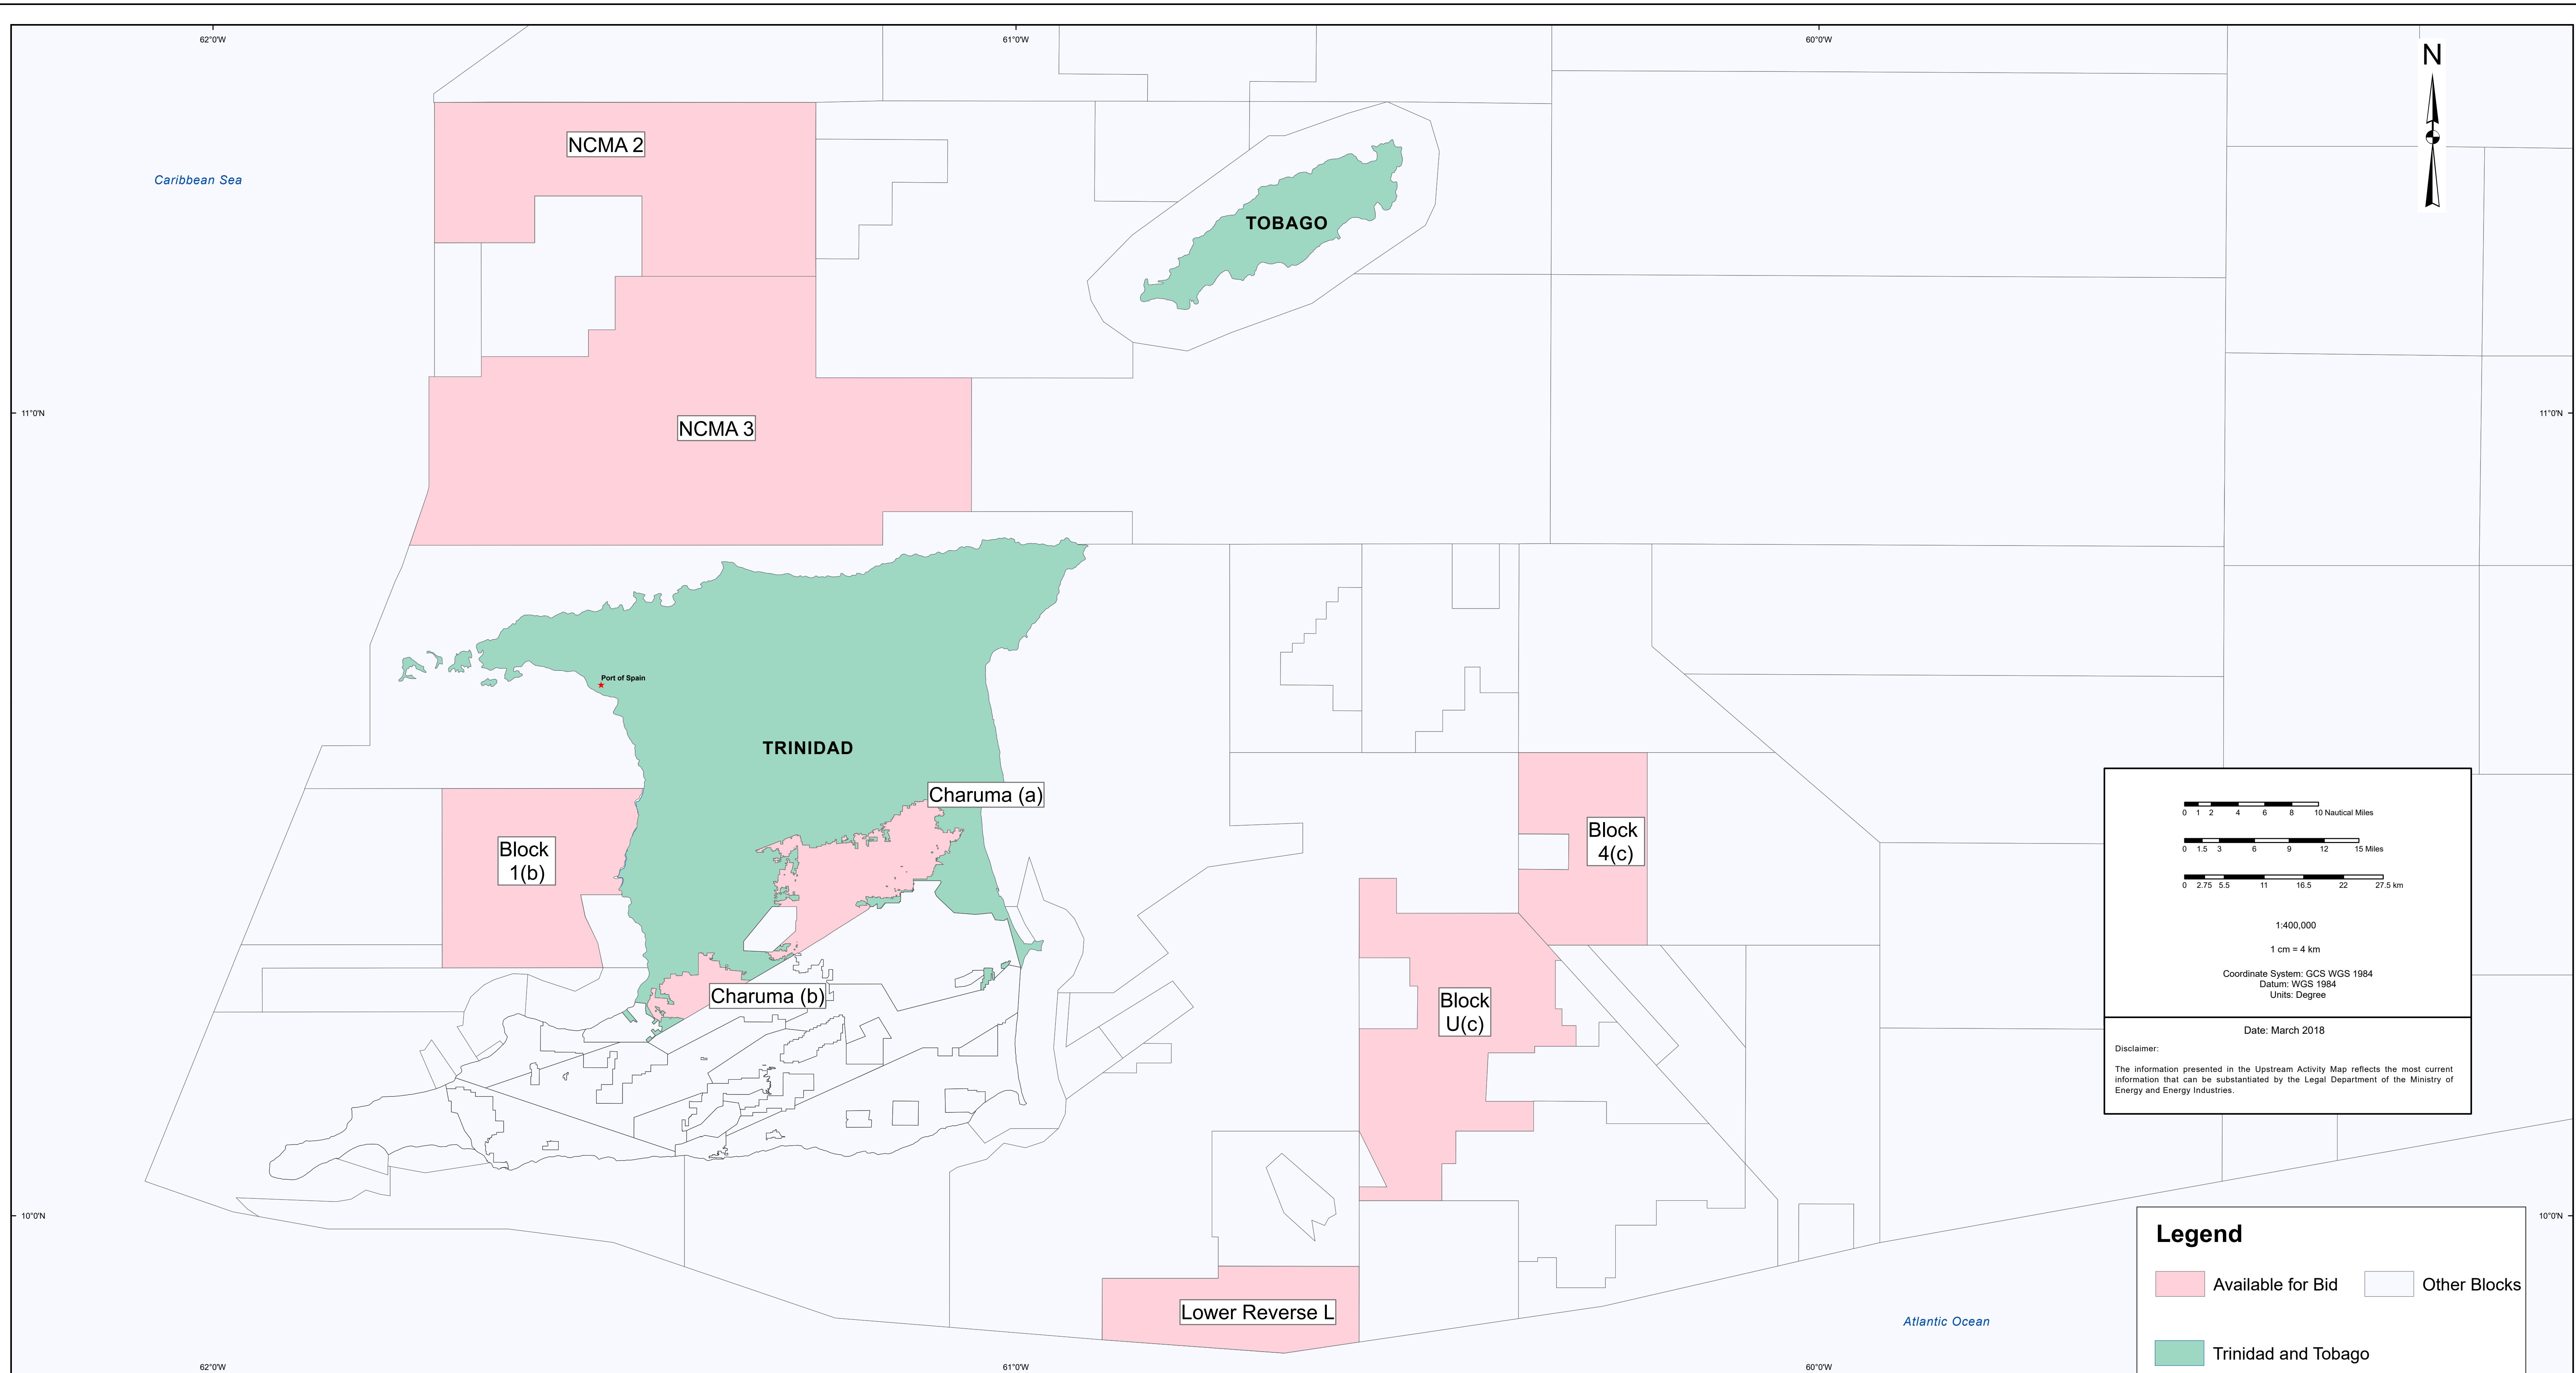 62°0'W
61°0'W
60°0'W
N
NCMA 2
Caribbean Sea
TOBAGO
11°0'N
11°0'N
NCMA 3
Port of Spain
TRINIDAD
Charuma (a)
Block
1(b)
Block
4(c)
Charuma (b)
Block
U(c)
0 1 2 4 6 8 10 Nautical Miles
0 1.5 3 6 9 12 15 Miles
0 2.75 5.5 11 16.5 22 27.5 km
1:400,000
1 cm = 4 km
Coordinate System: GCS WGS 1984
Datum: WGS 1984
Units: Degree
Date: March 2018
Disclaimer:
The information presented in the Upstream Activity Map reflects the most current
information that can be substantiated by the Legal Department of the Ministry of
Energy and Energy Industries.
10°0'N
10°0'N
Lower Reverse L
Atlantic Ocean
Legend
Available for Bid
Other Blocks
Trinidad and Tobago
62°0'W
61°0'W
60°0'W